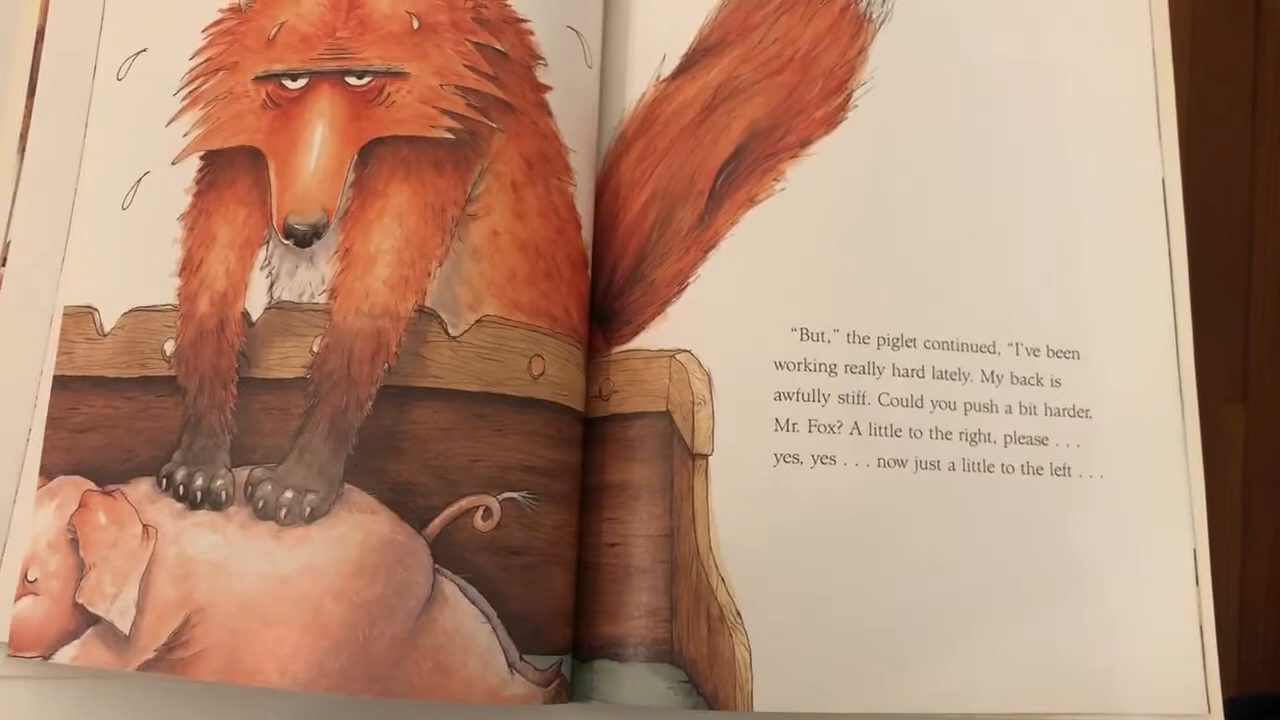 “But,” the piglet continued, “I’ve been
working really hard lately. My back is
awfully stiff. Could you push a bit harder,
Mr. Fox? A little to the right, please . . .
yes, yes . . . now just a little to the left . . .